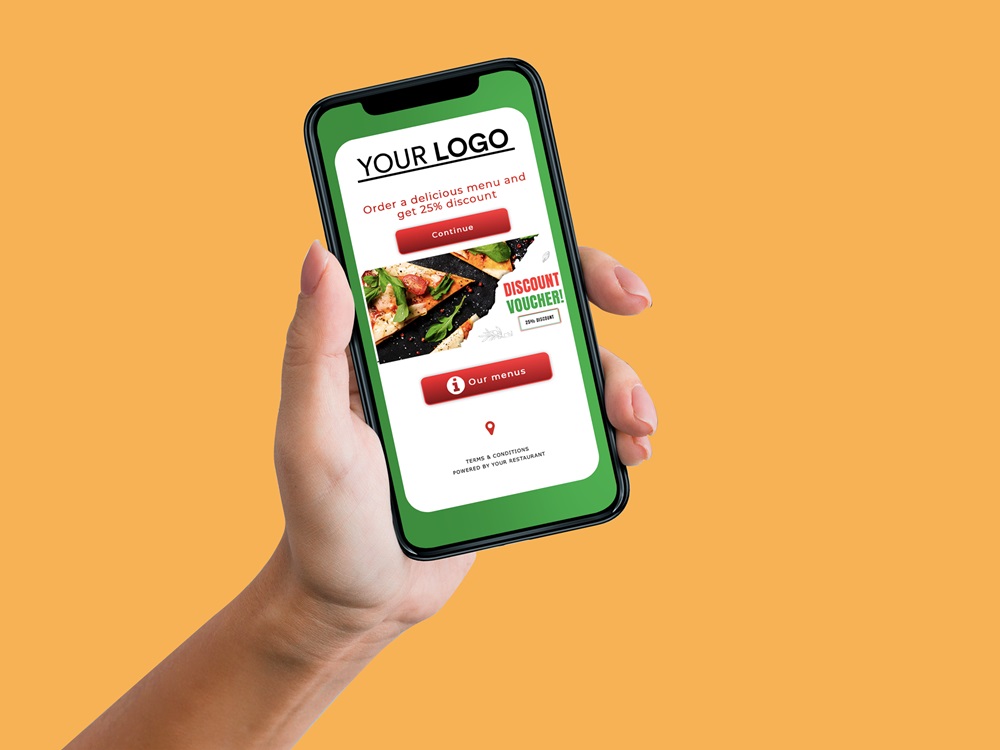 YOUR LOGO
Order a delicious menu and
get 25% discount
Continue
DISCOUNT
VOUCHER!
25% DISCOUNT
Our menus
TERMS & CONDITIONS
POWERED BY YOUR RESTAURANT